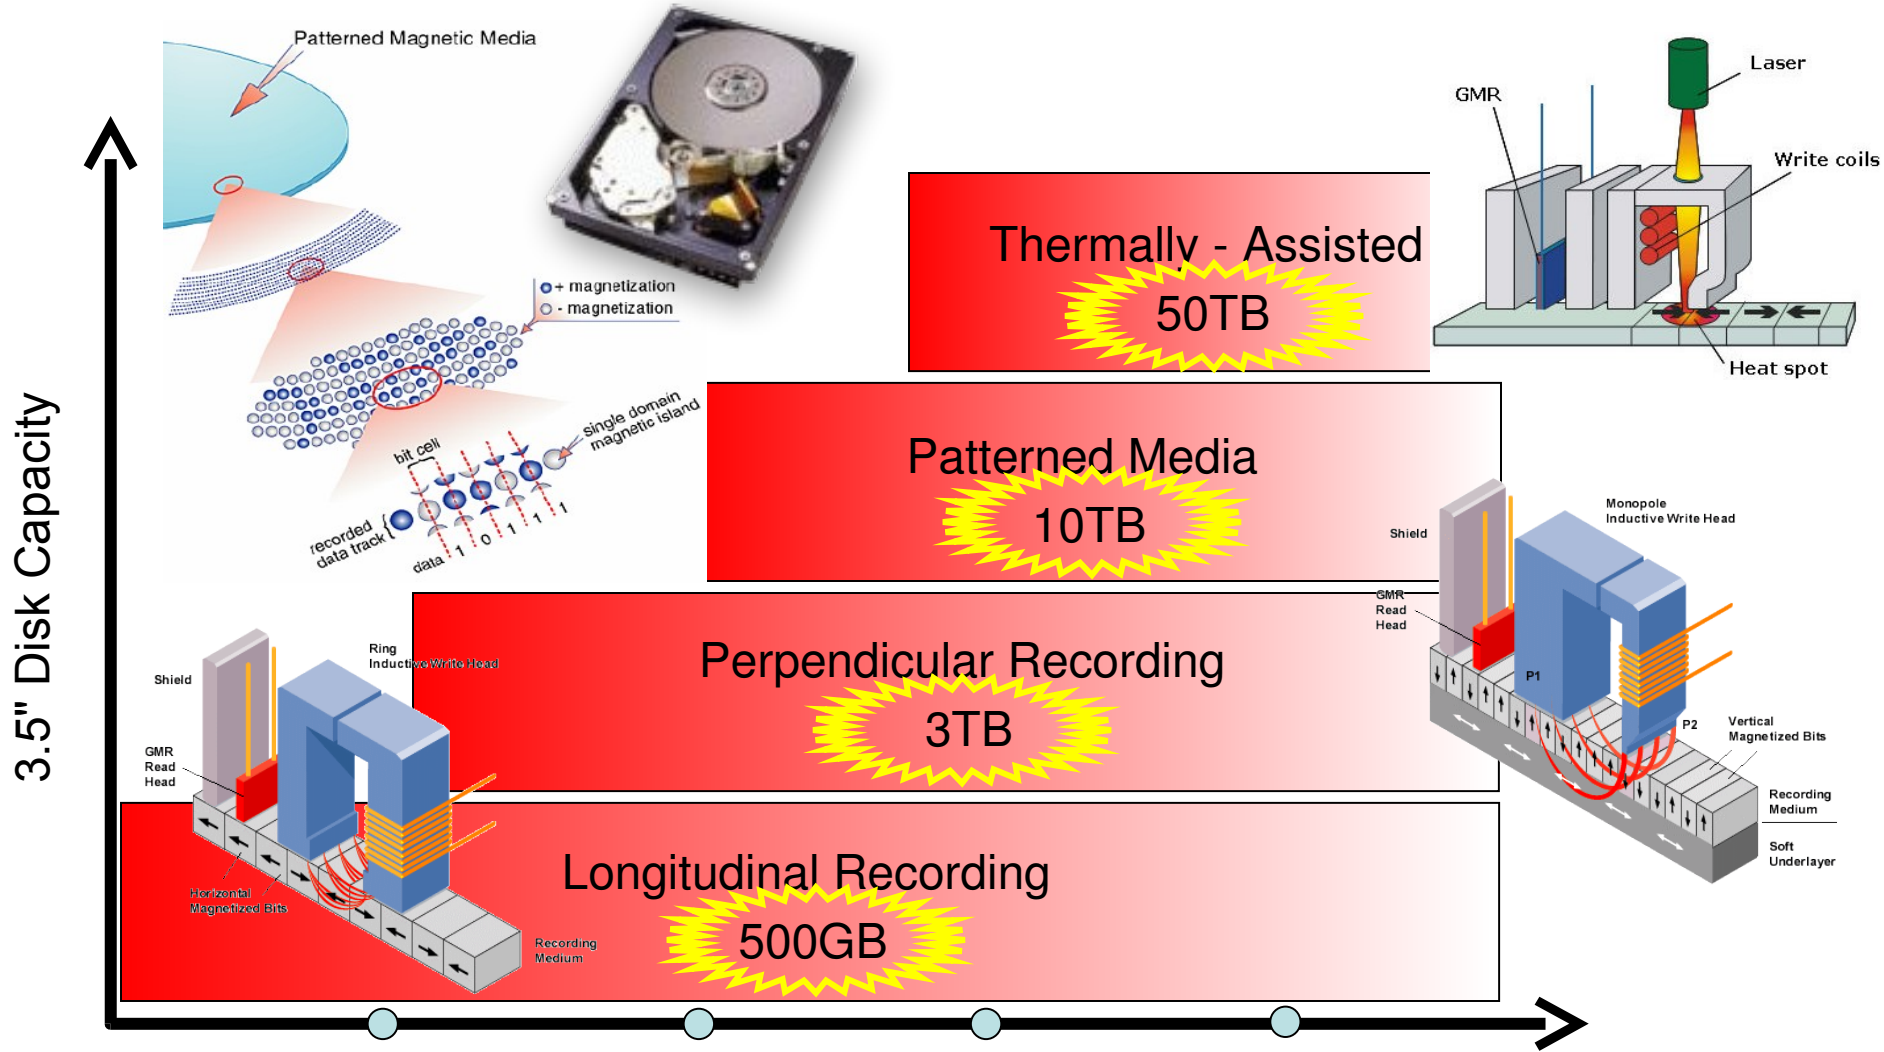 Patterned Magnetic Media
+ magnetization
- magnetization
single domain
magnetic island
bit cell
recorded
data track
data 1 0 1 1 1
Laser
GMR
Write coils
Heat spot
Thermally - Assisted
50TB
Patterned Media
10TB
Monopole
Inductive Write Head
Shield
GMR
Read
Head
P1
P2
Vertical
Magnetized Bits
Recording
Medium
Soft
Underlayer
Perpendicular Recording
3TB
Ring
Inductive Write Head
Shield
GMR
Read
Head
Horizontal
Magnetized Bits
Recording
Medium
Longitudinal Recording
500GB
3.5" Disk Capacity